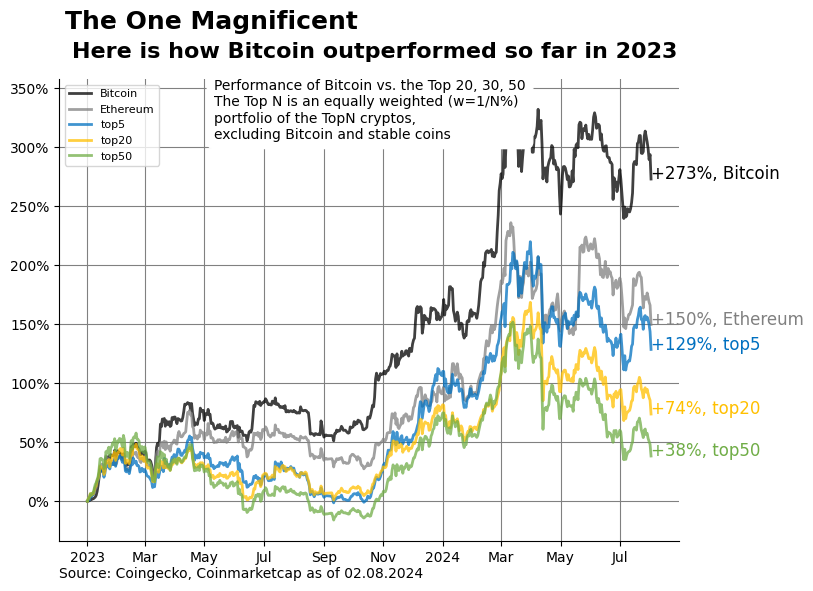 The One Magnificent
Here is how Bitcoin outperformed so far in 2023
Performance of Bitcoin vs. the Top 20, 30, 50
The Top N is an equally weighted (w=1/N%)
portfolio of the TopN cryptos,
excluding Bitcoin and stable coins
Bitcoin
Ethereum
top5
top20
top50
350%
300%
250%
200%
150%
100%
50%
0%
+273%, Bitcoin
+150%, Ethereum
+129%, top5
+74%, top20
+38%, top50
2023 Mar May Jul Sep Nov 2024 Mar May Jul
Source: Coingecko, Coinmarketcap as of 02.08.2024